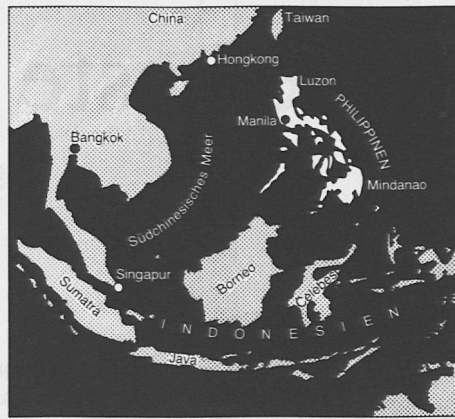 China
Taiwan
Hongkong
Luzon
Manila
PHILIPPINEN
Bangkok
Südchinesisches Meer
Mindanao
Singapur
Borneo
Celebes
Sumatra
INDONESIEN
Java